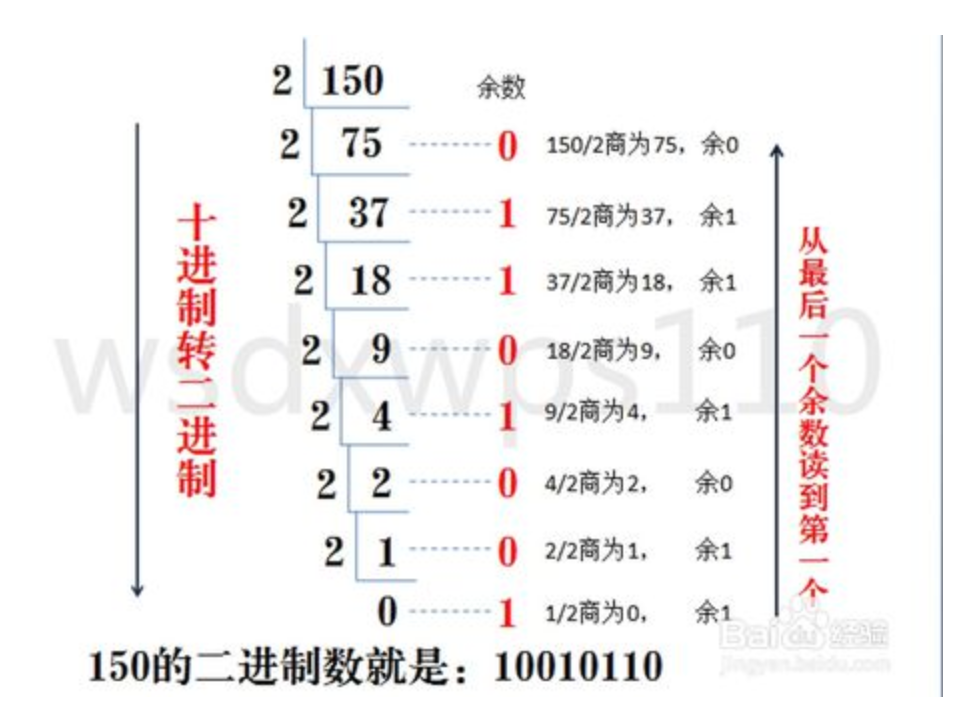 2 150 余数
2 75 0 150/2商为75，余0
2 37 1 75/2商为37， 余1
2 18 1 37/2商为18， 余1
2 9 0 18/2商为9， 余0
2 4 1 9/2商为4， 余1
2 2 0 4/2商为2， 余0
2 1 0 2/2商为1， 余1
0 1 1/2商为0， 余1
十进制转二进制
从最后一个余数读到第一个
150的二进制数就是：10010110
wsdxwps110
Baidu 经验
jingyan.baidu.com